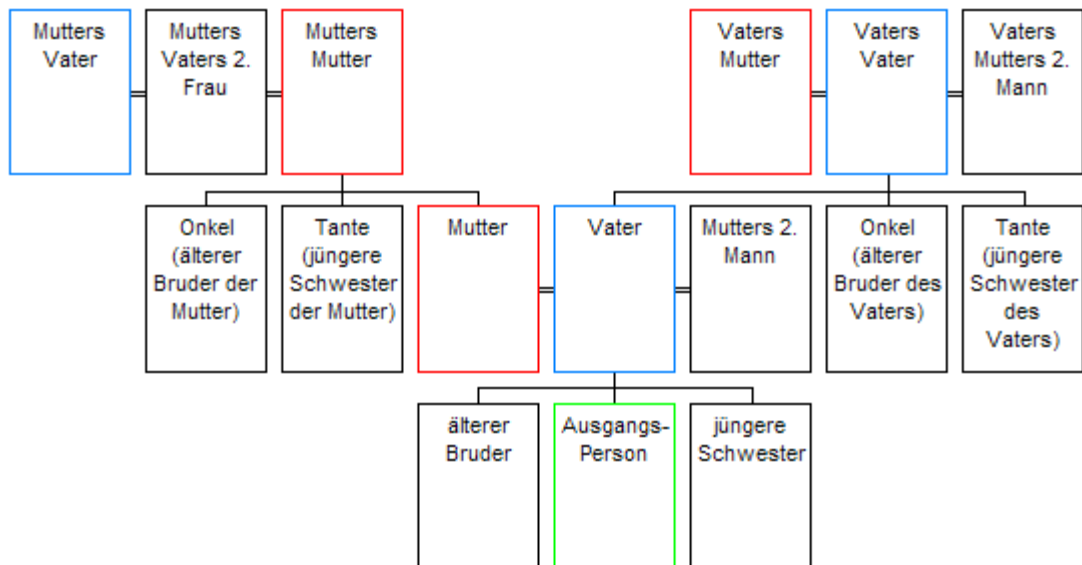 Mutters
Vater
Mutters
Vaters 2.
Frau
Mutters
Mutter
Vaters
Mutter
Vaters
Vater
Vaters
Mutters 2.
Mann
Onkel
(älterer
Bruder der
Mutter)
Tante
(jüngere
Schwester
der Mutter)
Mutter
Vater
Mutters 2.
Mann
Onkel
(älterer
Bruder des
Vaters)
Tante
(jüngere
Schwester
des
Vaters)
älterer
Bruder
Ausgangs-
Person
jüngere
Schwester